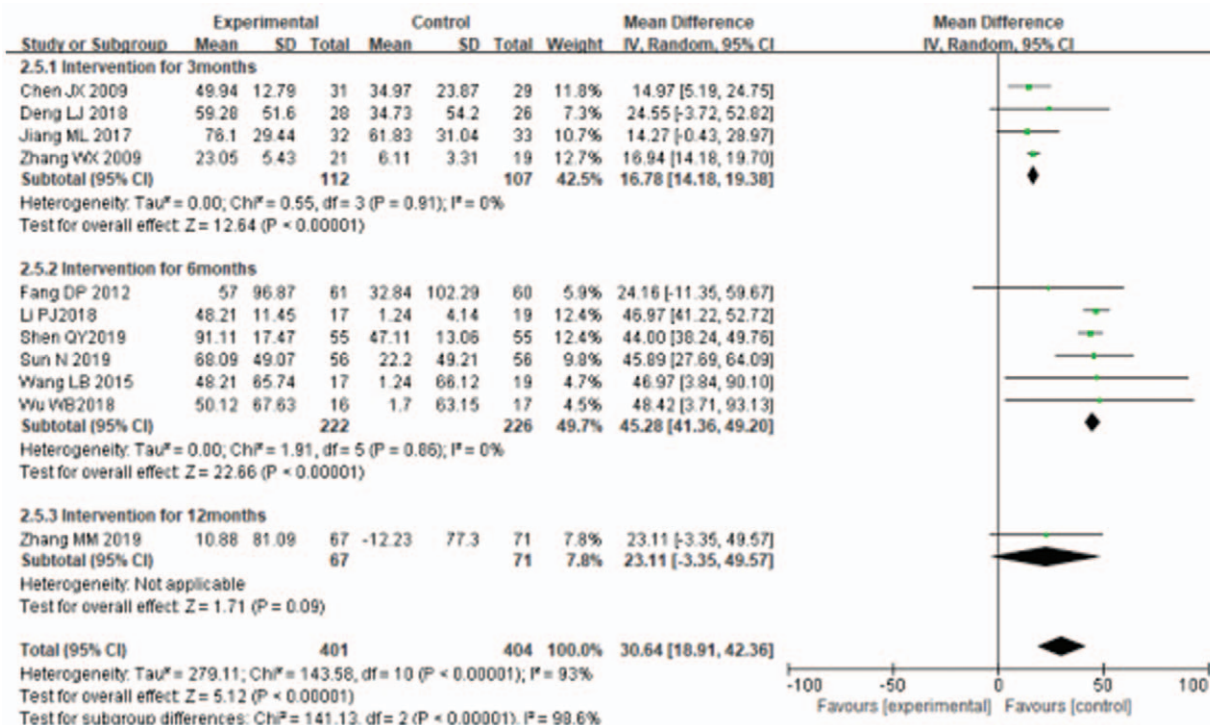 Experimental Control Mean Difference Mean Difference
Study or Subgroup Mean SD Total Mean SD Total Weight IV, Random, 95% CI IV, Random, 95% CI
2.5.1 Intervention for 3months
Chen JX 2009 49.94 12.79 31 34.97 23.87 29 11.8% 14.97 [5.19, 24.75]
Deng LJ 2018 59.28 51.6 28 34.73 54.2 26 7.3% 24.55 [-3.72, 52.82]
Jiang ML 2017 76.1 29.44 32 61.83 31.04 33 10.7% 14.27 [-0.43, 28.97]
Zhang WX 2009 23.05 5.43 21 6.11 3.31 19 12.7% 16.94 [14.18, 19.70]
Subtotal (95% CI) 112 107 42.5% 16.78 [14.18, 19.38]
Heterogeneity: Tau² = 0.00; Chi² = 0.55, df = 3 (P = 0.91); I² = 0%
Test for overall effect: Z = 12.64 (P < 0.00001)
2.5.2 Intervention for 6months
Fang DP 2012 57 96.87 61 32.84 102.29 60 5.9% 24.16 [-11.35, 59.67]
Li PJ2018 48.21 11.45 17 1.24 4.14 19 12.4% 46.97 [41.22, 52.72]
Shen QY2019 91.11 17.47 55 47.11 13.06 55 12.4% 44.00 [38.24, 49.76]
Sun N 2019 68.09 49.07 56 22.2 49.21 56 9.8% 45.89 [27.69, 64.09]
Wang LB 2015 48.21 65.74 17 1.24 66.12 19 4.7% 46.97 [3.84, 90.10]
Wu WB2018 50.12 67.63 16 1.7 63.15 17 4.5% 48.42 [3.71, 93.13]
Subtotal (95% CI) 222 226 49.7% 45.28 [41.36, 49.20]
Heterogeneity: Tau² = 0.00; Chi² = 1.91, df = 5 (P = 0.86); I² = 0%
Test for overall effect: Z = 22.66 (P < 0.00001)
2.5.3 Intervention for 12months
Zhang MM 2019 10.88 81.09 67 -12.23 77.3 71 7.8% 23.11 [-3.35, 49.57]
Subtotal (95% CI) 67 71 7.8% 23.11 [-3.35, 49.57]
Heterogeneity: Not applicable
Test for overall effect: Z = 1.71 (P = 0.09)
Total (95% CI) 401 404 100.0% 30.64 [18.91, 42.36]
Heterogeneity: Tau² = 279.11; Chi² = 143.58, df = 10 (P < 0.00001); I² = 93%
Test for overall effect: Z = 5.12 (P < 0.00001)
Test for subgroup differences: Chi² = 141.13, df = 2 (P < 0.00001), I² = 98.6%
-100 -50 0 50 100
Favours [experimental] Favours [control]